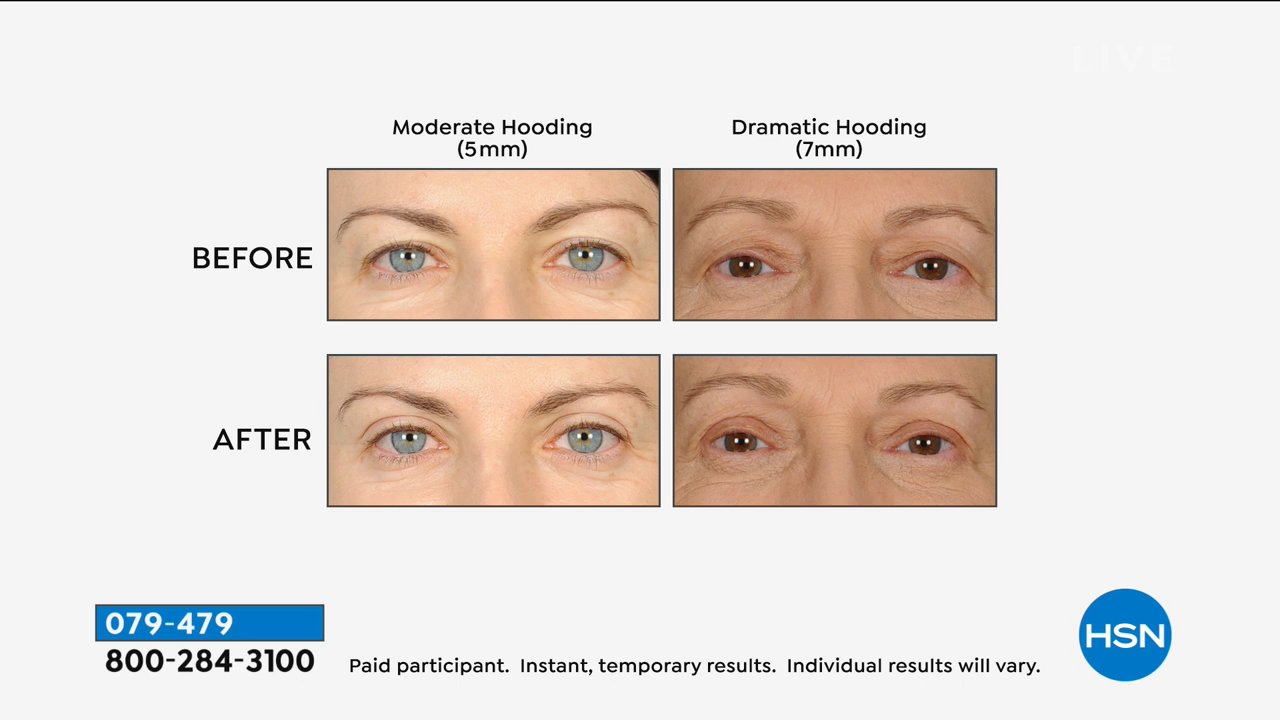 LIVE
Moderate Hooding
(5mm)
Dramatic Hooding
(7mm)
BEFORE
AFTER
079-479
800-284-3100
Paid participant. Instant, temporary results. Individual results will vary.
HSN